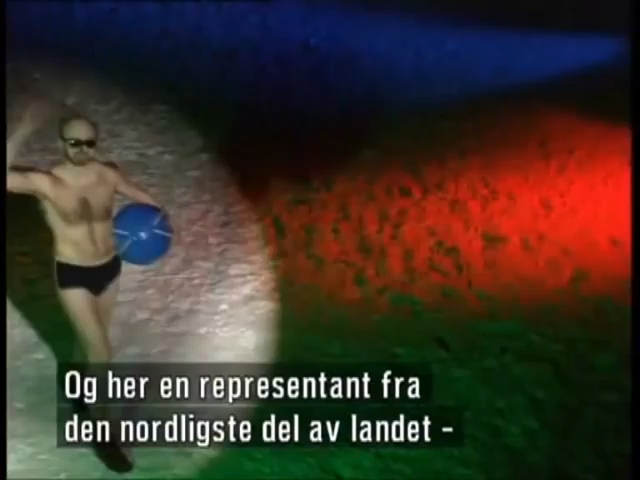 Og her en representant fra
den nordligste del av landet -